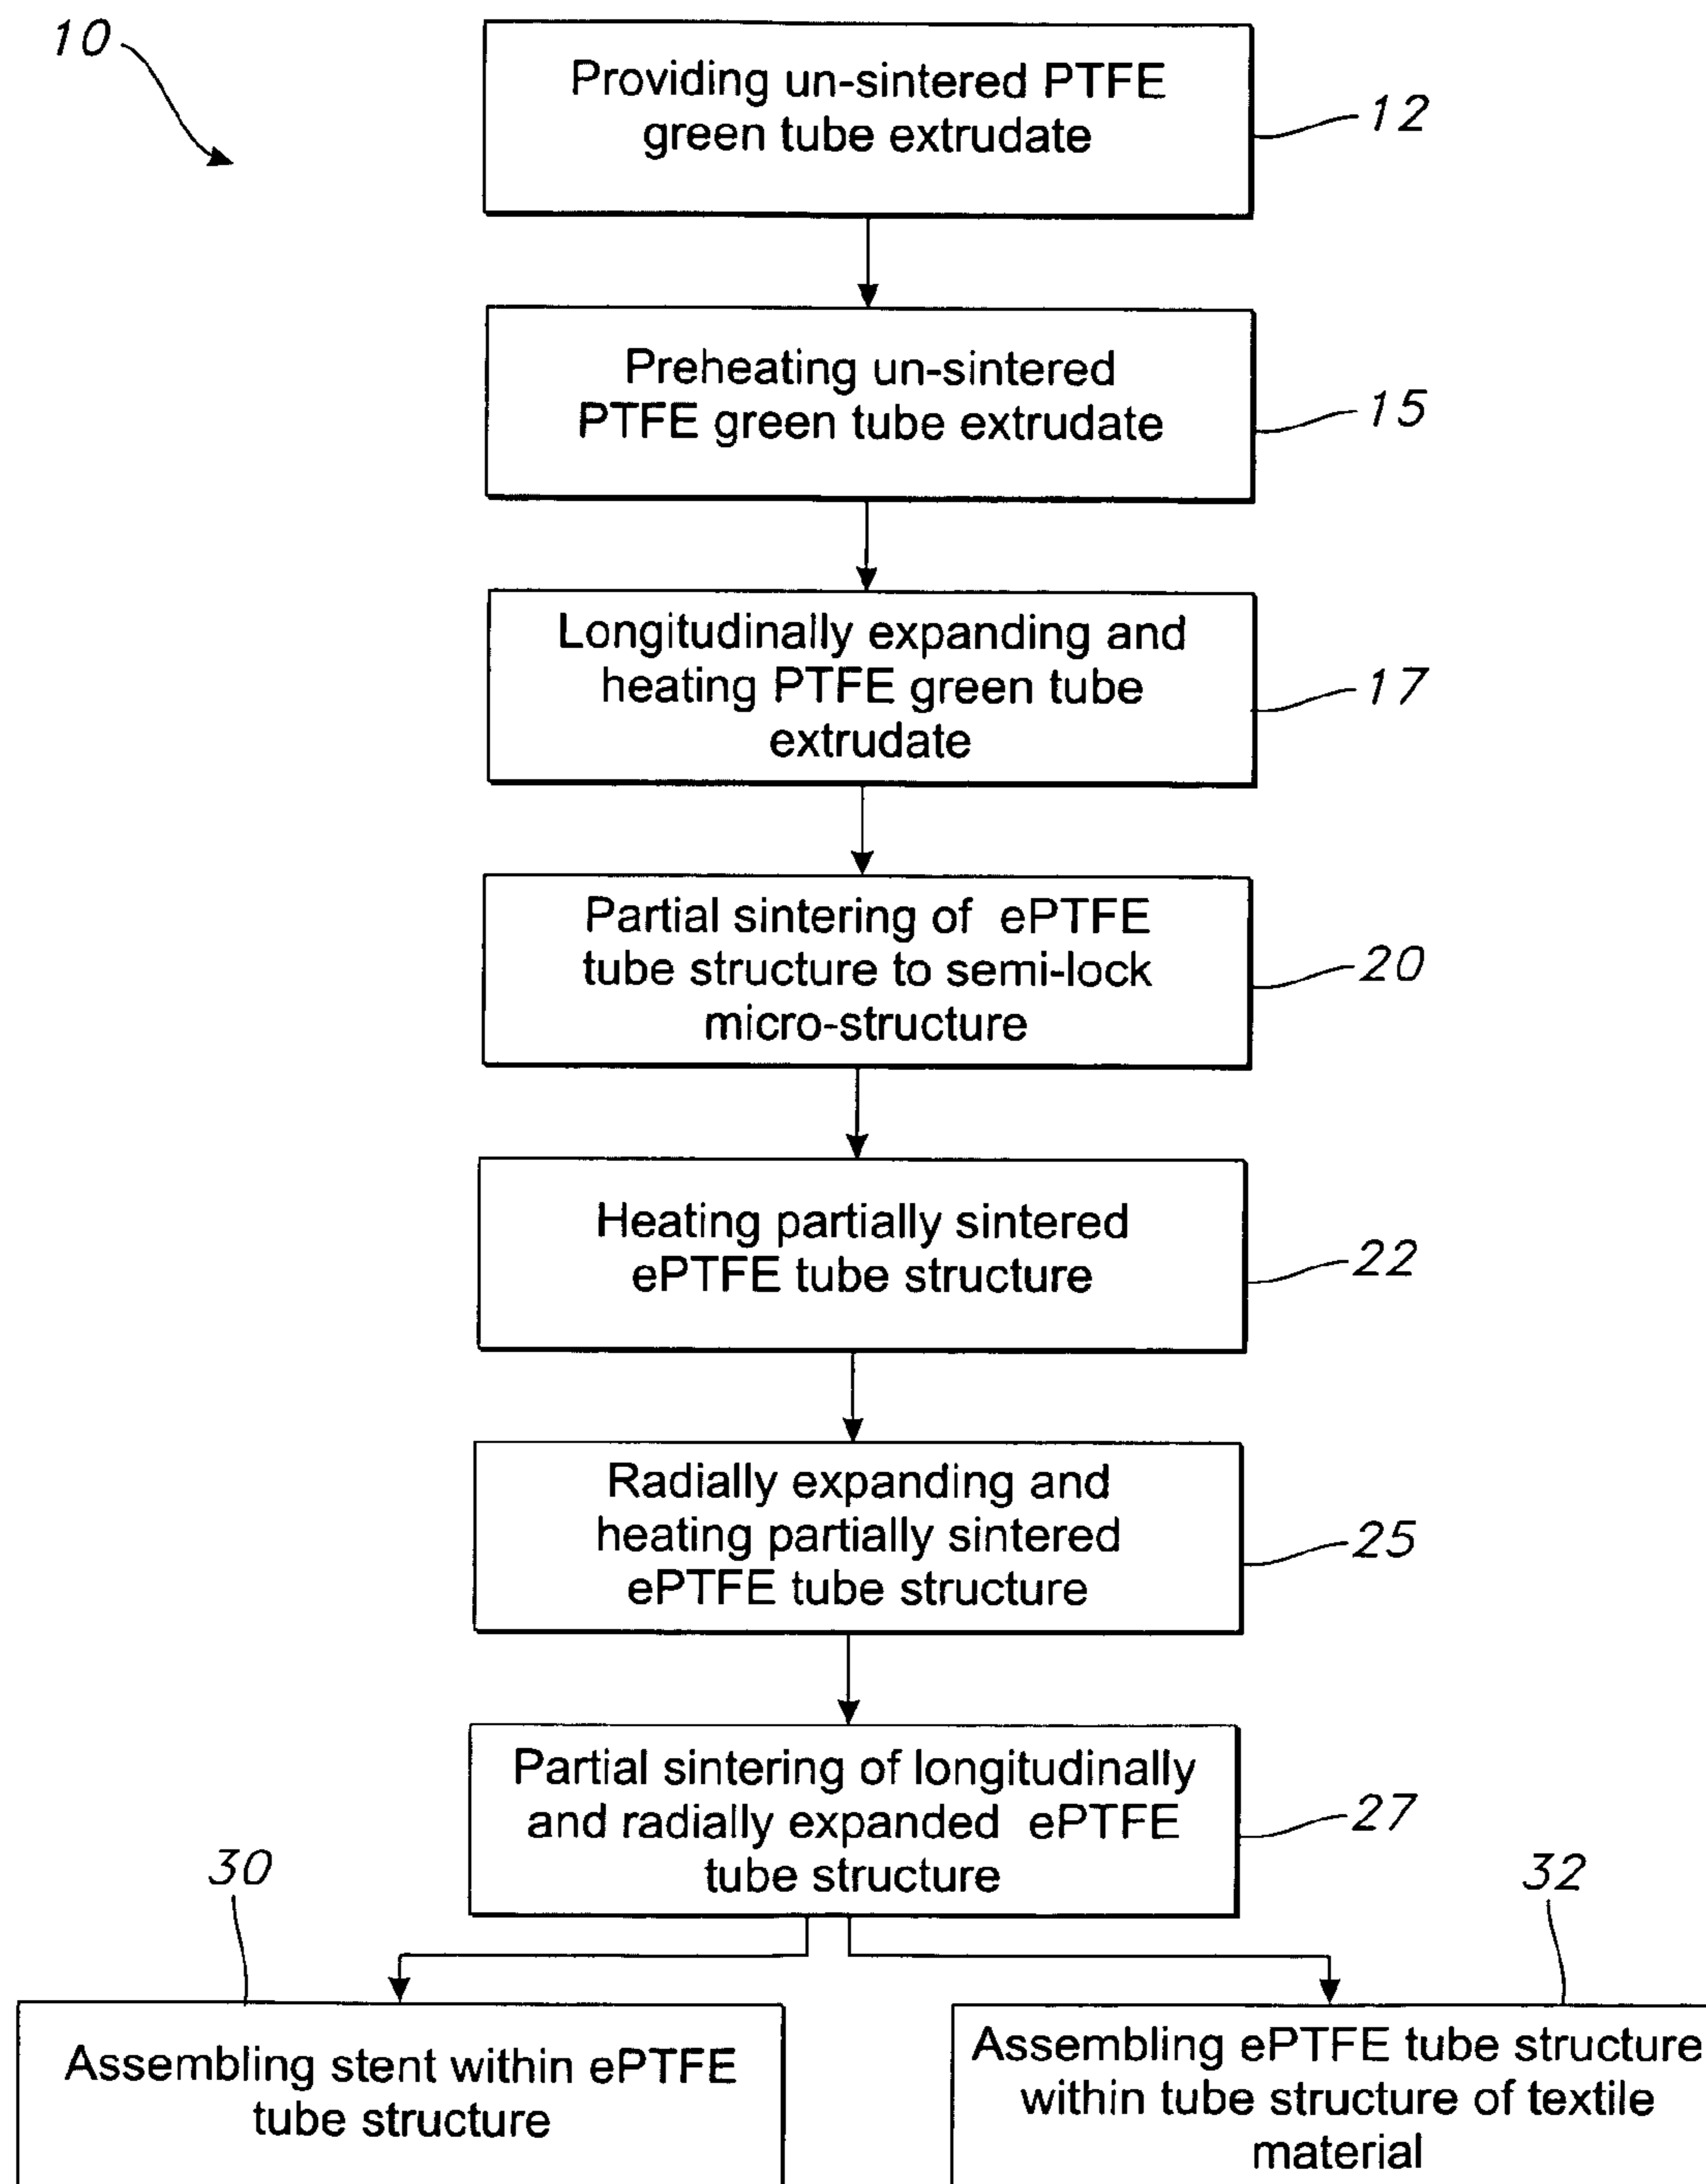 10
Providing un-sintered PTFE
green tube extrudate
12
Preheating un-sintered
PTFE green tube extrudate
15
Longitudinally expanding and
heating PTFE green tube
extrudate
17
Partial sintering of ePTFE
tube structure to semi-lock
micro-structure
20
Heating partially sintered
ePTFE tube structure
22
Radially expanding and
heating partially sintered
ePTFE tube structure
25
Partial sintering of longitudinally
and radially expanded ePTFE
tube structure
27
30
Assembling stent within ePTFE
tube structure
32
Assembling ePTFE tube structure
within tube structure of textile
material